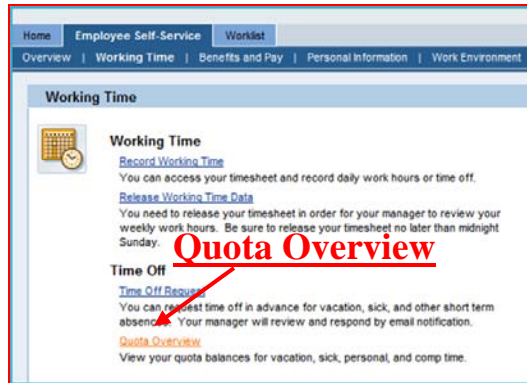 Home Employee Self-Service Worklist
Overview | Working Time | Benefits and Pay | Personal Information | Work Environment
Working Time
Working Time
Record Working Time
You can access your timesheet and record daily work hours or time off.
Release Working Time Data
You need to release your timesheet in order for your manager to review your
weekly work hours. Be sure to release your timesheet no later than midnight
Sunday.
Quota Overview
Time Off
Time Off Request
You can request time off in advance for vacation, sick, and other short term
absences. Your manager will review and respond by email notification.
Quota Overview
View your quota balances for vacation, sick, personal, and comp time.